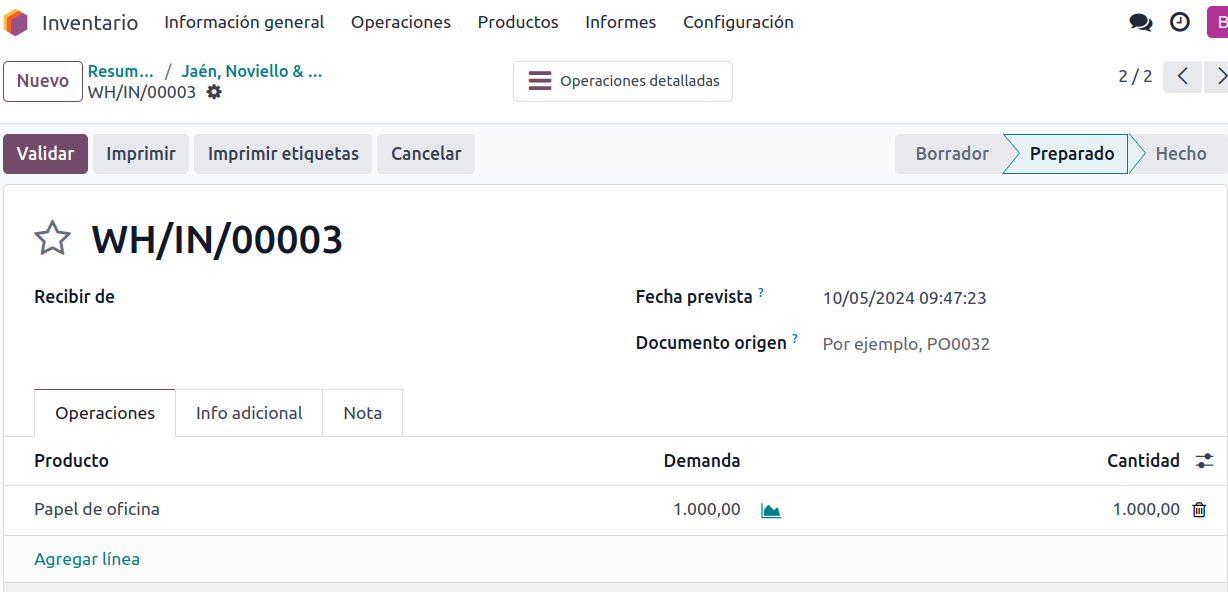 Inventario Información general Operaciones Productos Informes Configuración
Nuevo Resum... / Jaén, Noviello & ...
WH/IN/00003
Operaciones detalladas
2 / 2
Validar Imprimir Imprimir etiquetas Cancelar Borrador Preparado Hecho
WH/IN/00003
Recibir de
Fecha prevista ? 10/05/2024 09:47:23
Documento origen ? Por ejemplo, PO0032
Operaciones Info adicional Nota
Producto Demanda Cantidad
Papel de oficina 1.000,00 1.000,00
Agregar línea